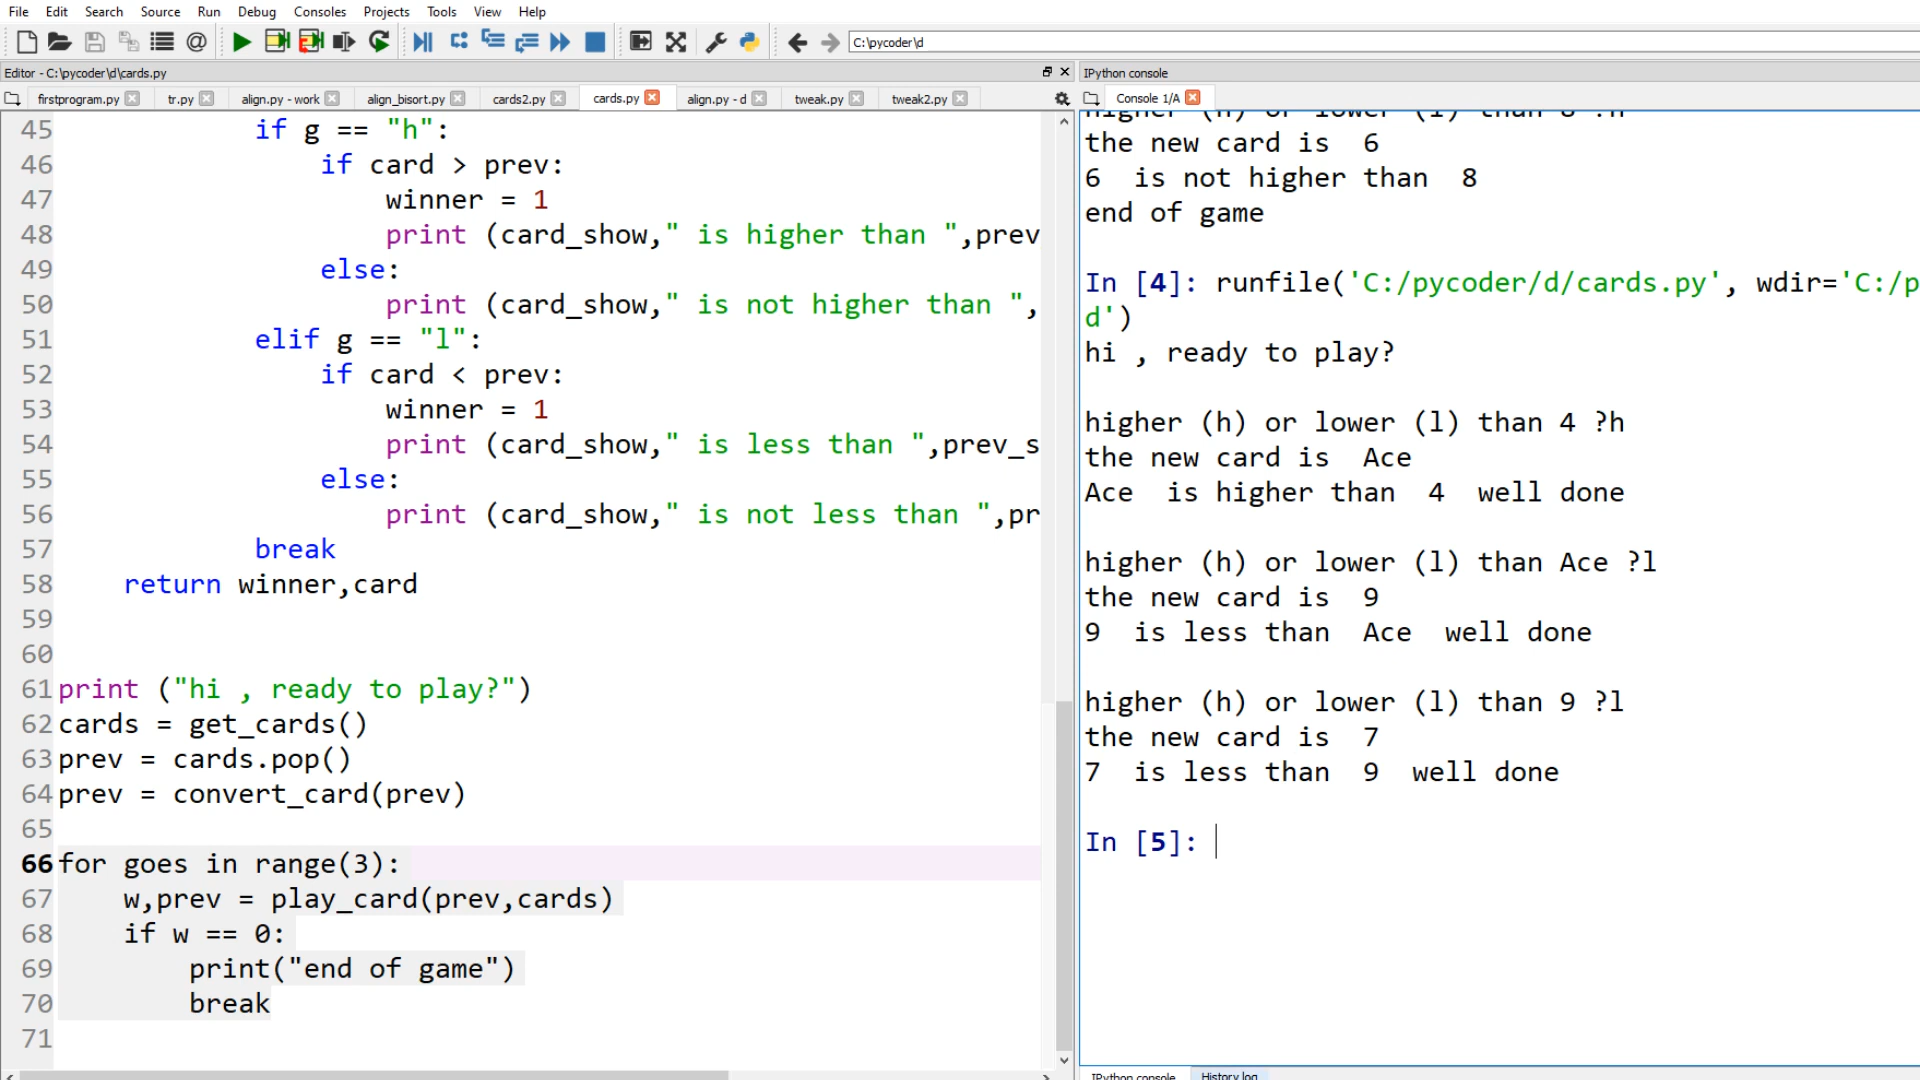 File Edit Search Source Run Debug Consoles Projects Tools View Help
C:\pycoder\d
Editor - C:\pycoder\d\cards.py
IPython console
firstprogram.py tr.py align.py - work align_bisort.py cards2.py cards.py align.py - d tweak.py tweak2.py
Console 1/A
45 if g == "h":
46 if card > prev:
47 winner = 1
48 print (card_show," is higher than ",prev
49 else:
50 print (card_show," is not higher than ",
51 elif g == "l":
52 if card < prev:
53 winner = 1
54 print (card_show," is less than ",prev_s
55 else:
56 print (card_show," is not less than ",pr
57 break
58 return winner,card
59
60
61 print ("hi , ready to play?")
62 cards = get_cards()
63 prev = cards.pop()
64 prev = convert_card(prev)
65
66 for goes in range(3):
67 w,prev = play_card(prev,cards)
68 if w == 0:
69 print("end of game")
70 break
71
higher (h) or lower (l) than 8 ?h
the new card is  6
6  is not higher than  8
end of game
In [4]: runfile('C:/pycoder/d/cards.py', wdir='C:/p
d')
hi , ready to play?
higher (h) or lower (l) than 4 ?h
the new card is  Ace
Ace  is higher than  4  well done
higher (h) or lower (l) than Ace ?l
the new card is  9
9  is less than  Ace  well done
higher (h) or lower (l) than 9 ?l
the new card is  7
7  is less than  9  well done
In [5]:
IPython console History log